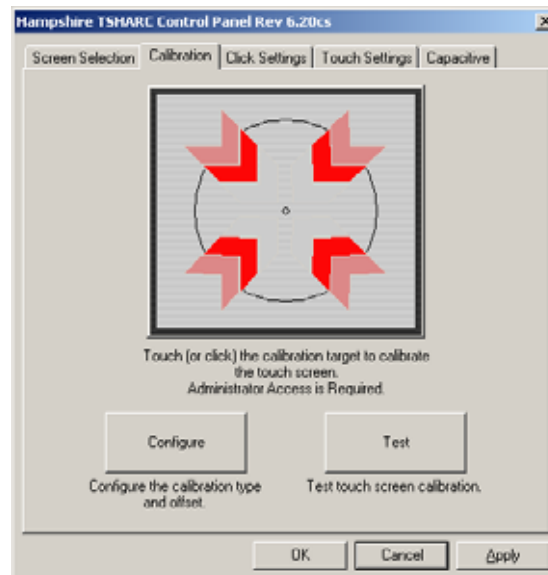 Hampshire TSHARC Control Panel Rev 6.20cs
Screen Selection Calibration Click Settings Touch Settings Capacitive
Touch (or click) the calibration target to calibrate
the touch screen.
Administrator Access is Required.
Configure Test
Configure the calibration type
and offset.
Test touch screen calibration.
OK Cancel Apply